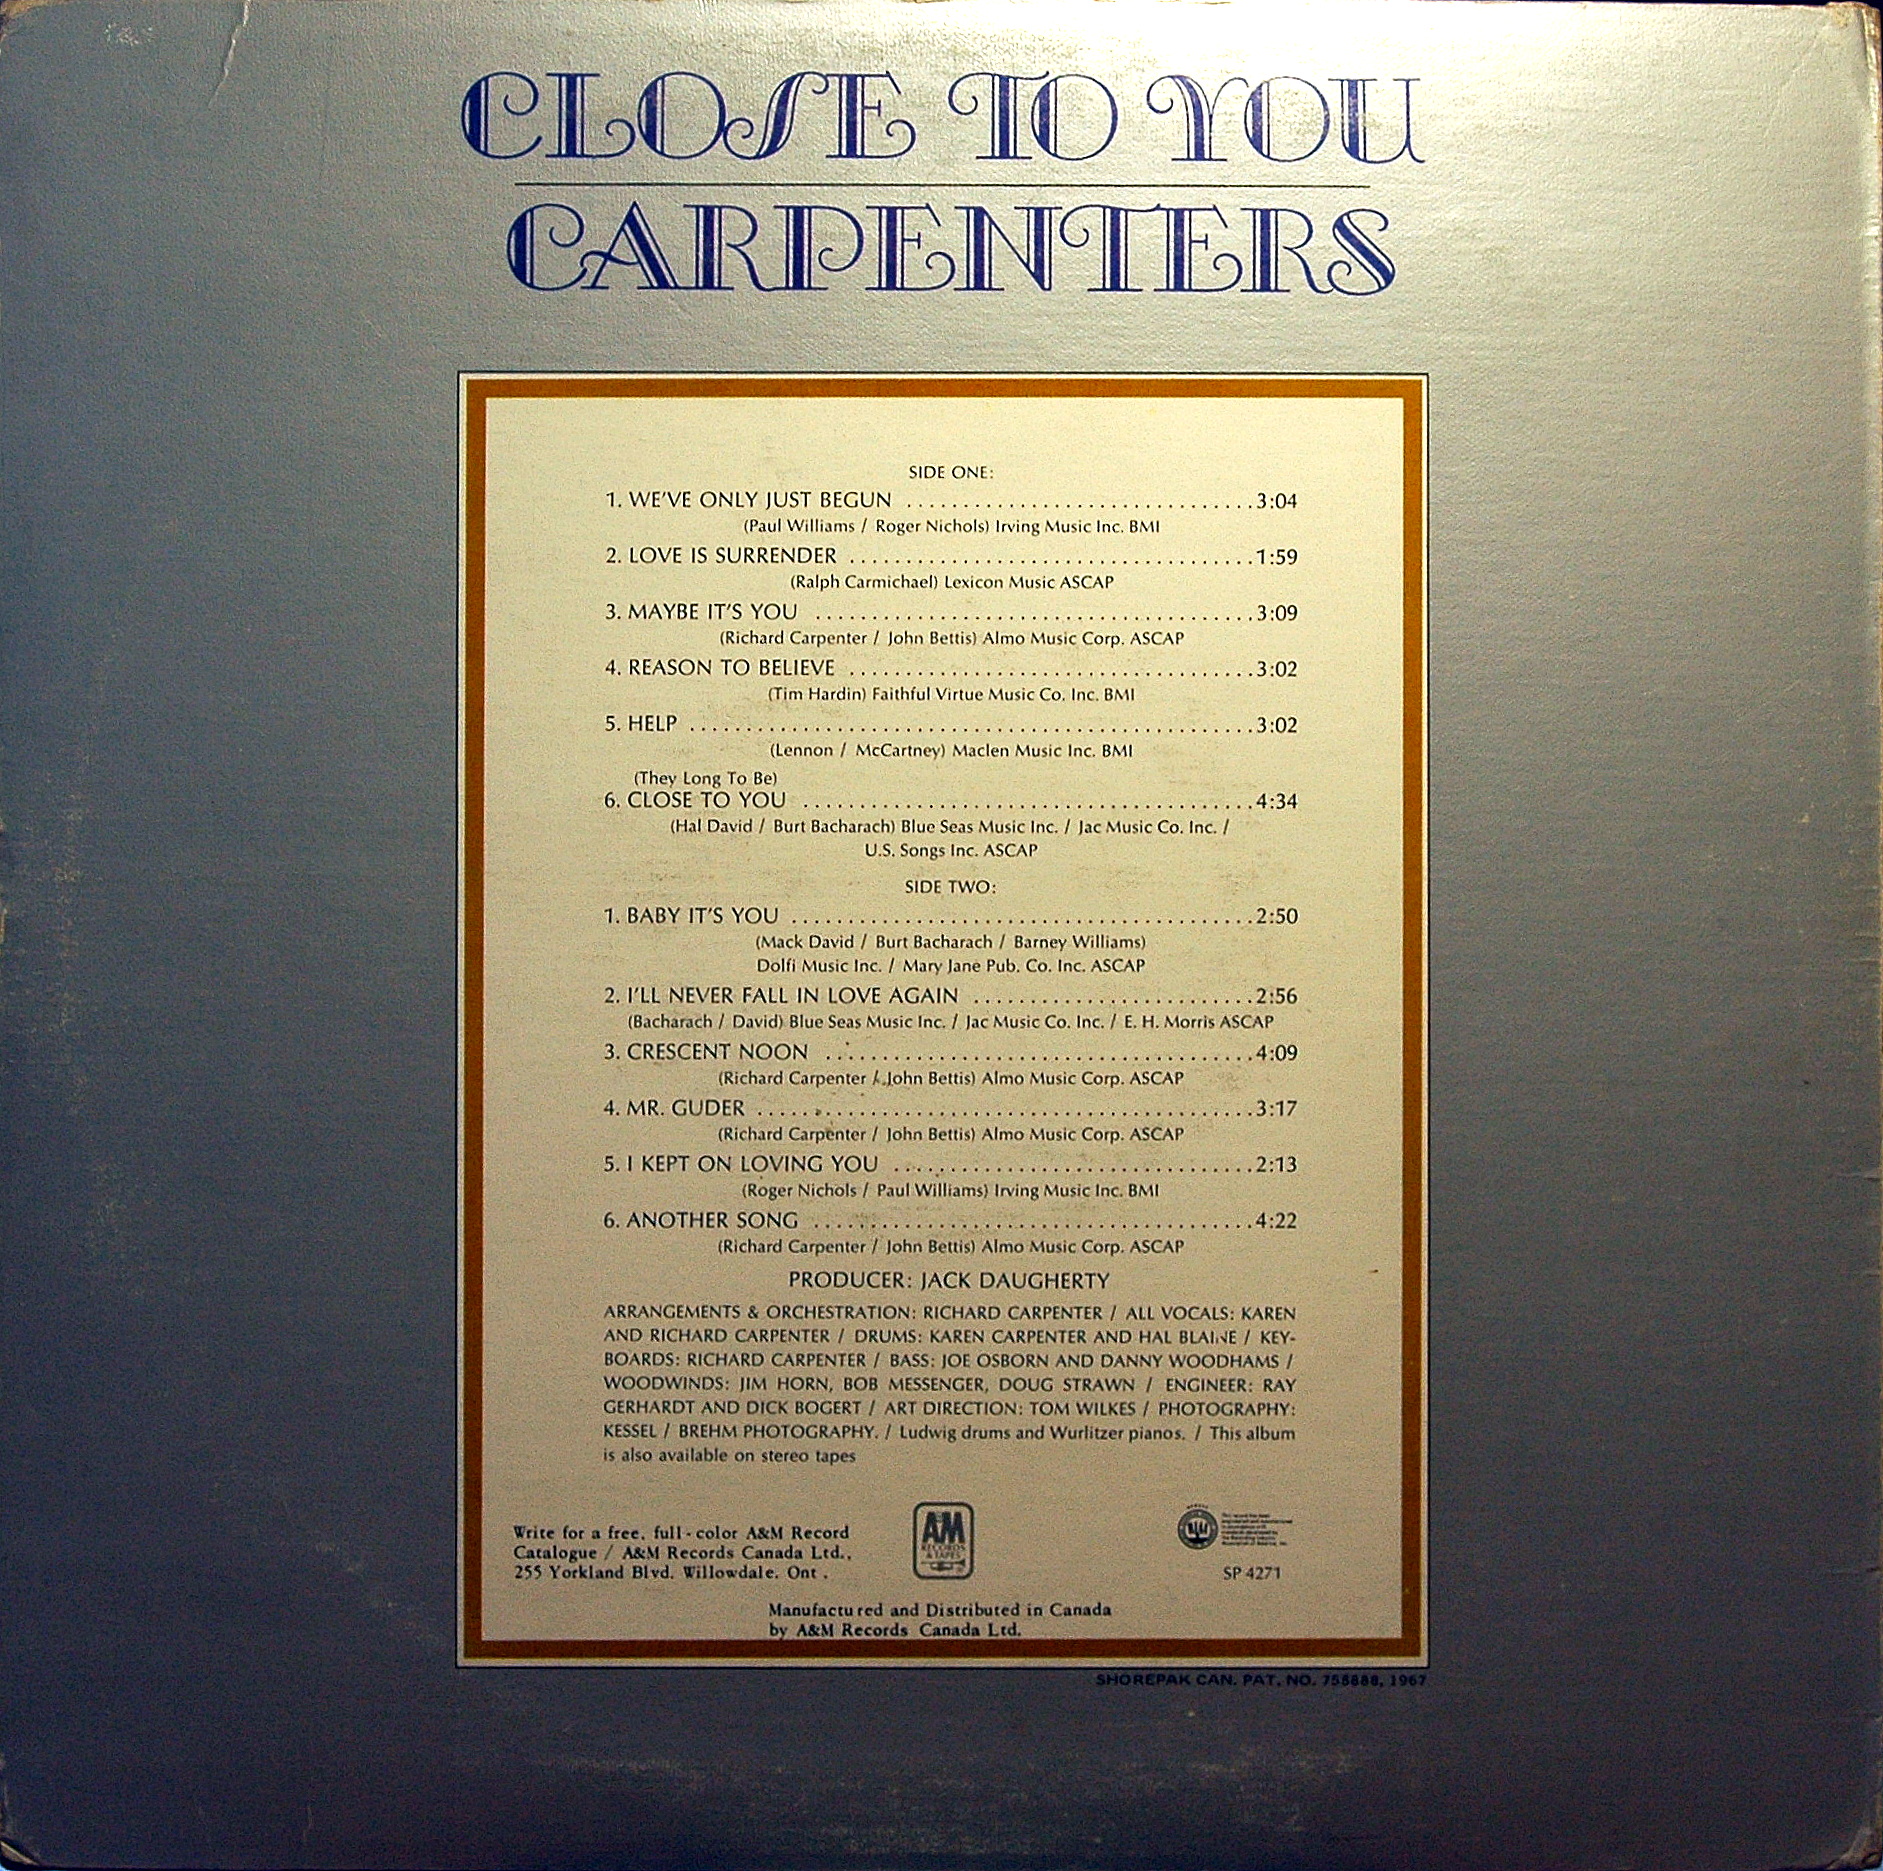 CLOSE TO YOU
CARPENTERS
SIDE ONE:
1. WE'VE ONLY JUST BEGUN ...............................3:04
(Paul Williams / Roger Nichols) Irving Music Inc. BMI
2. LOVE IS SURRENDER ....................................1:59
(Ralph Carmichael) Lexicon Music ASCAP
3. MAYBE IT'S YOU .......................................3:09
(Richard Carpenter / John Bettis) Almo Music Corp. ASCAP
4. REASON TO BELIEVE ....................................3:02
(Tim Hardin) Faithful Virtue Music Co. Inc. BMI
5. HELP ..................................................3:02
(Lennon / McCartney) Maclen Music Inc. BMI
(They Long To Be)
6. CLOSE TO YOU ........................................4:34
(Hal David / Burt Bacharach) Blue Seas Music Inc. / Jac Music Co. Inc. /
U.S. Songs Inc. ASCAP
SIDE TWO:
1. BABY IT'S YOU .........................................2:50
(Mack David / Burt Bacharach / Barney Williams)
Dolfi Music Inc. / Mary Jane Pub. Co. Inc. ASCAP
2. I'LL NEVER FALL IN LOVE AGAIN .........................2:56
(Bacharach / David) Blue Seas Music Inc. / Jac Music Co. Inc. / E. H. Morris ASCAP
3. CRESCENT NOON ......................................4:09
(Richard Carpenter / John Bettis) Almo Music Corp. ASCAP
4. MR. GUDER ............................................3:17
(Richard Carpenter / John Bettis) Almo Music Corp. ASCAP
5. I KEPT ON LOVING YOU ................................2:13
(Roger Nichols / Paul Williams) Irving Music Inc. BMI
6. ANOTHER SONG .......................................4:22
(Richard Carpenter / John Bettis) Almo Music Corp. ASCAP
PRODUCER: JACK DAUGHERTY
ARRANGEMENTS & ORCHESTRATION: RICHARD CARPENTER / ALL VOCALS: KAREN
AND RICHARD CARPENTER / DRUMS: KAREN CARPENTER AND HAL BLAINE / KEY-
BOARDS: RICHARD CARPENTER / BASS: JOE OSBORN AND DANNY WOODHAMS /
WOODWINDS: JIM HORN, BOB MESSENGER, DOUG STRAWN / ENGINEER: RAY
GERHARDT AND DICK BOGERT / ART DIRECTION: TOM WILKES / PHOTOGRAPHY:
KESSEL / BREHM PHOTOGRAPHY. / Ludwig drums and Wurlitzer pianos. / This album
is also available on stereo tapes
Write for a free, full-color A&M Record
Catalogue / A&M Records Canada Ltd.,
255 Yorkland Blvd. Willowdale. Ont .
A&M
RECORDS
& TAPES
SP 4271
Manufactured and Distributed in Canada
by A&M Records Canada Ltd.
SHOREPAK CAN. PAT. NO. 758888, 1967